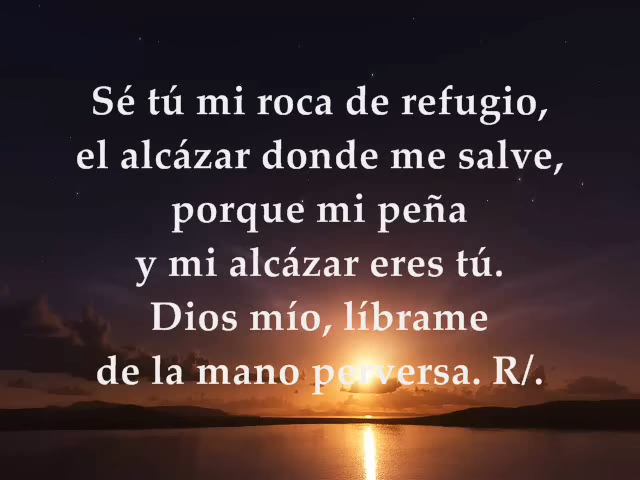 Sé tú mi roca de refugio,
el alcázar donde me salve,
porque mi peña
y mi alcázar eres tú.
Dios mío, líbrame
de la mano perversa. R/.